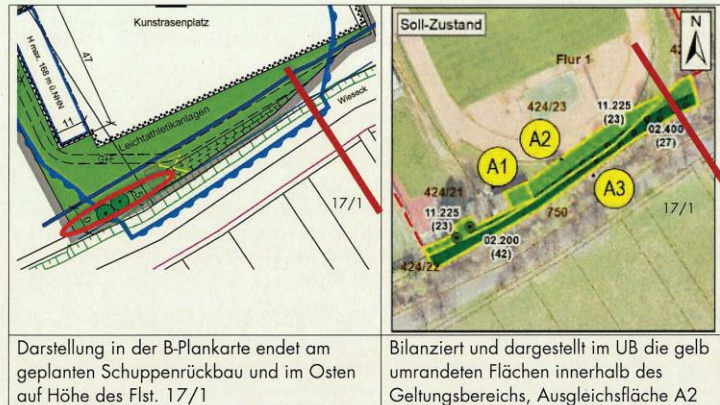 Kunstrasenplatz
H max. 168 m ü.NHN
47
11
Leichtathletikanlagen
GFL
Wieseck
17/1
Soll-Zustand
N
Flur 1
424/23
11.225
(23)
02.400
(27)
A2
A1
A3
424/21
11.225
(23)
750
17/1
02.200
(42)
424/22
Darstellung in der B-Plankarte endet am
geplanten Schuppenrückbau und im Osten
auf Höhe des Flst. 17/1
Bilanziert und dargestellt im UB die gelb
umrandeten Flächen innerhalb des
Geltungsbereichs, Ausgleichsfläche A2